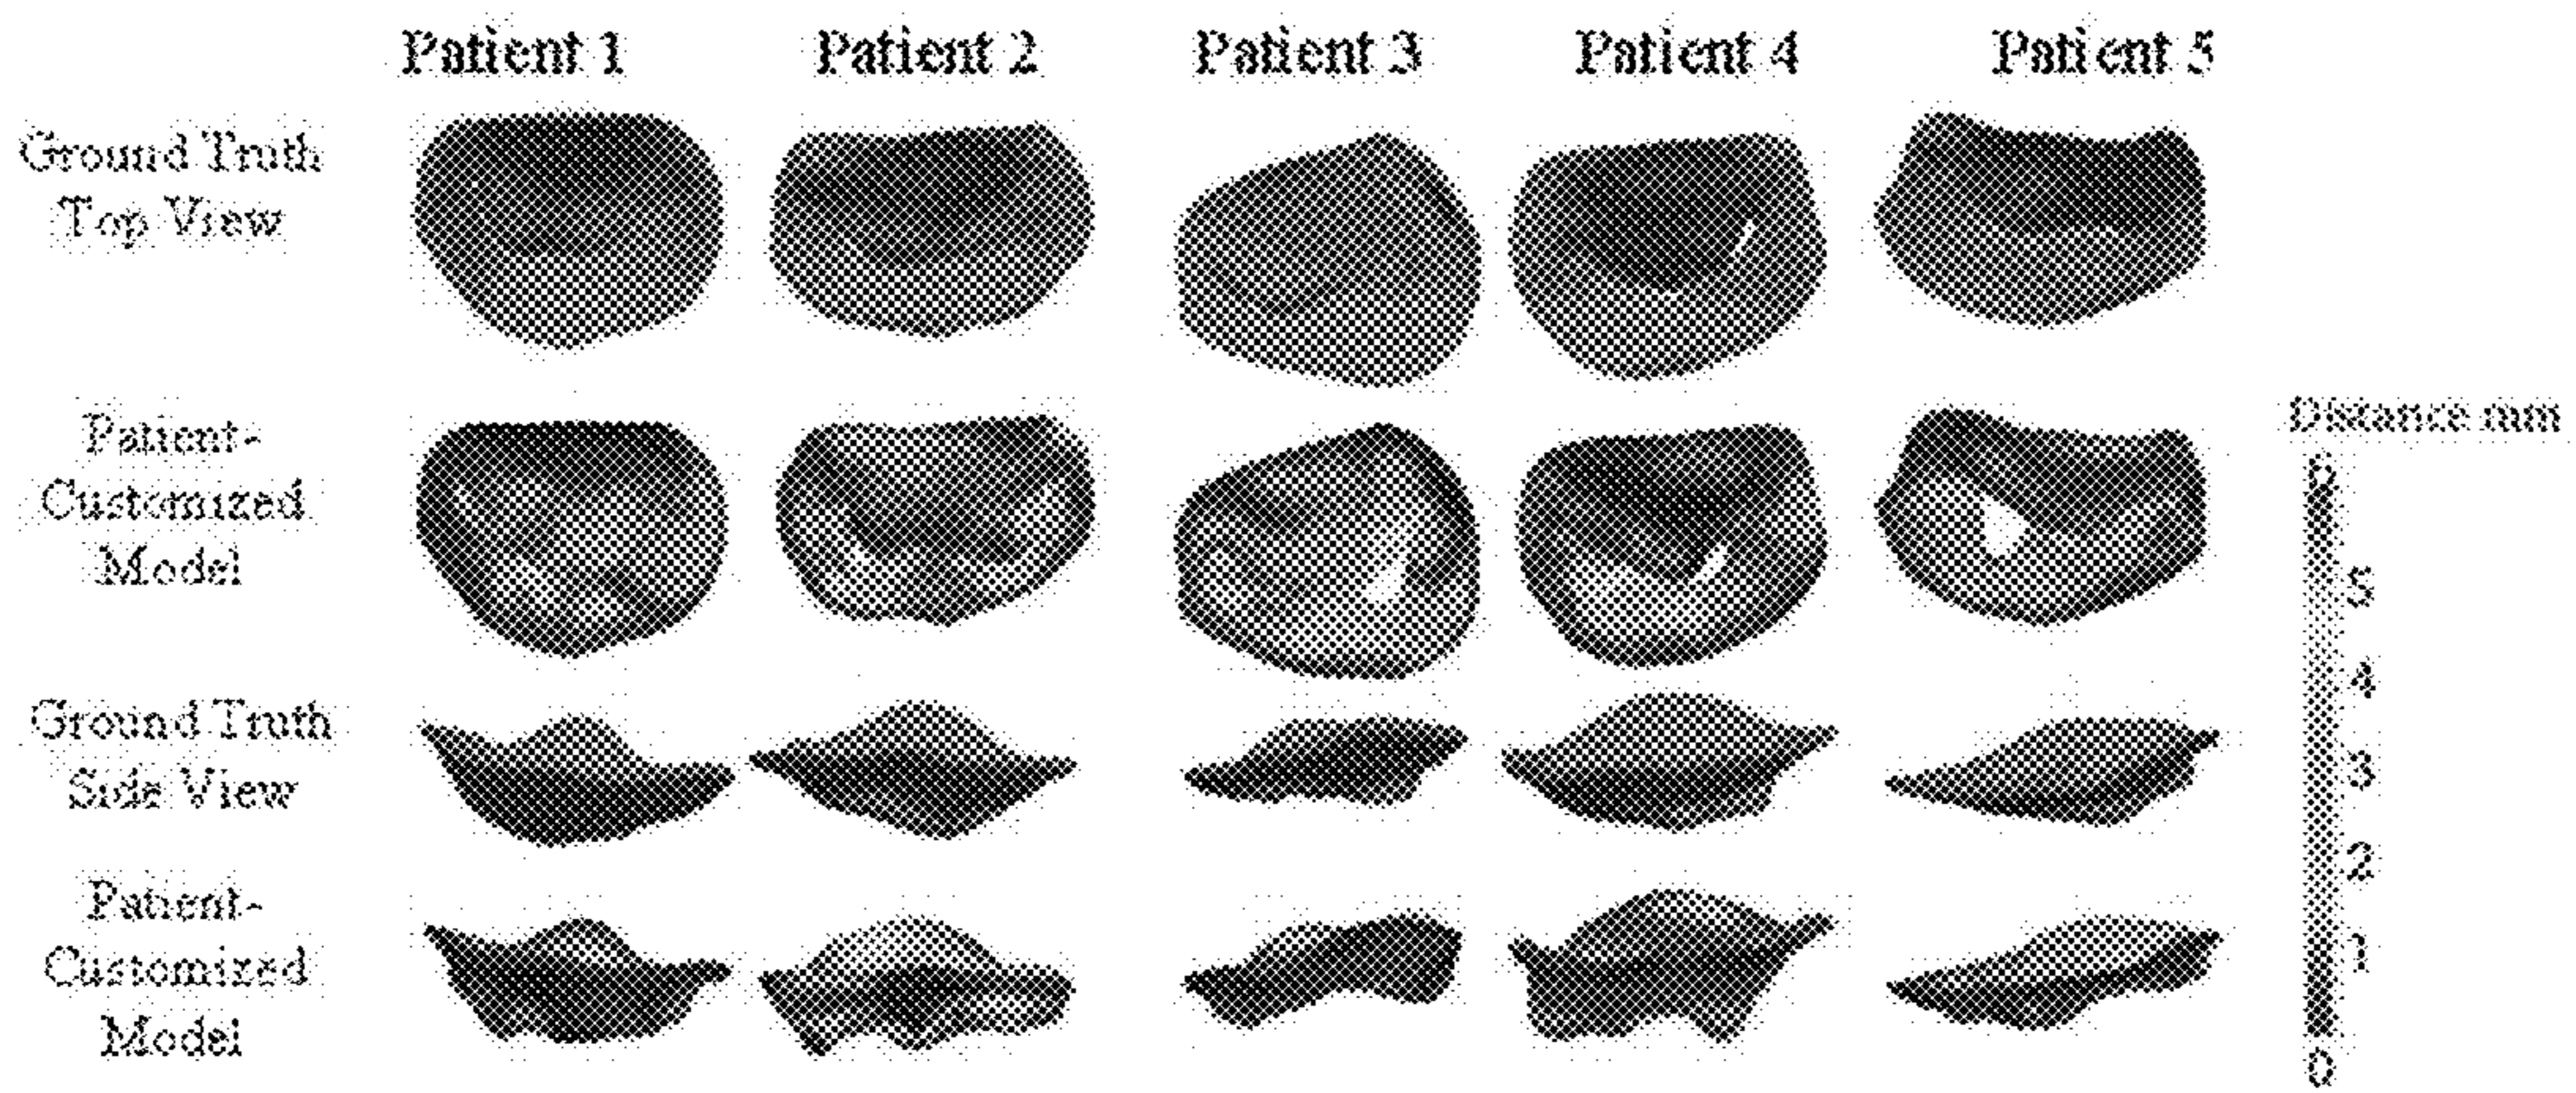 Patient 1 Patient 2 Patient 3 Patient 4 Patient 5
Ground Truth
Top View
Patient-
Customized
Model
Distance mm
5
4
Ground Truth
Side View
3
2
Patient-
Customized
Model
1
0